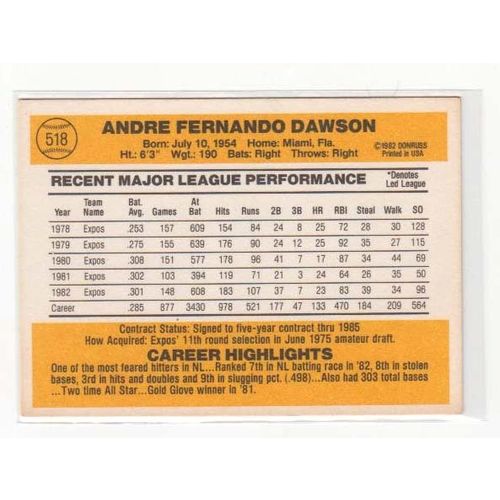 518
ANDRE FERNANDO DAWSON
Born: July 10, 1954 Home: Miami, Fla.
Ht.: 6'3" Wgt.: 190 Bats: Right Throws: Right
©1982 DONRUSS
Printed in USA
RECENT MAJOR LEAGUE PERFORMANCE *Denotes Led League
Year Team Name Bat. Avg. Games At Bat Hits Runs 2B 3B HR RBI Steal Walk SO
1978 Expos .253 157 609 154 84 24 8 25 72 28 30 128
1979 Expos .275 155 639 176 90 24 12 25 92 35 27 115
1980 Expos .308 151 577 178 96 41 7 17 87 34 44 69
1981 Expos .302 103 394 119 71 21 3 24 64 26 35 50
1982 Expos .301 148 608 183 107 37 7 23 83 39 34 96
Career .285 877 3430 978 521 177 47 133 470 184 209 564
Contract Status: Signed to five-year contract thru 1985
How Acquired: Expos' 11th round selection in June 1975 amateur draft.
CAREER HIGHLIGHTS
One of the most feared hitters in NL...Ranked 7th in NL batting race in '82, 8th in stolen
bases, 3rd in hits and doubles and 9th in slugging pct. (.498)...Also had 303 total bases
...Two time All Star...Gold Glove winner in '81.